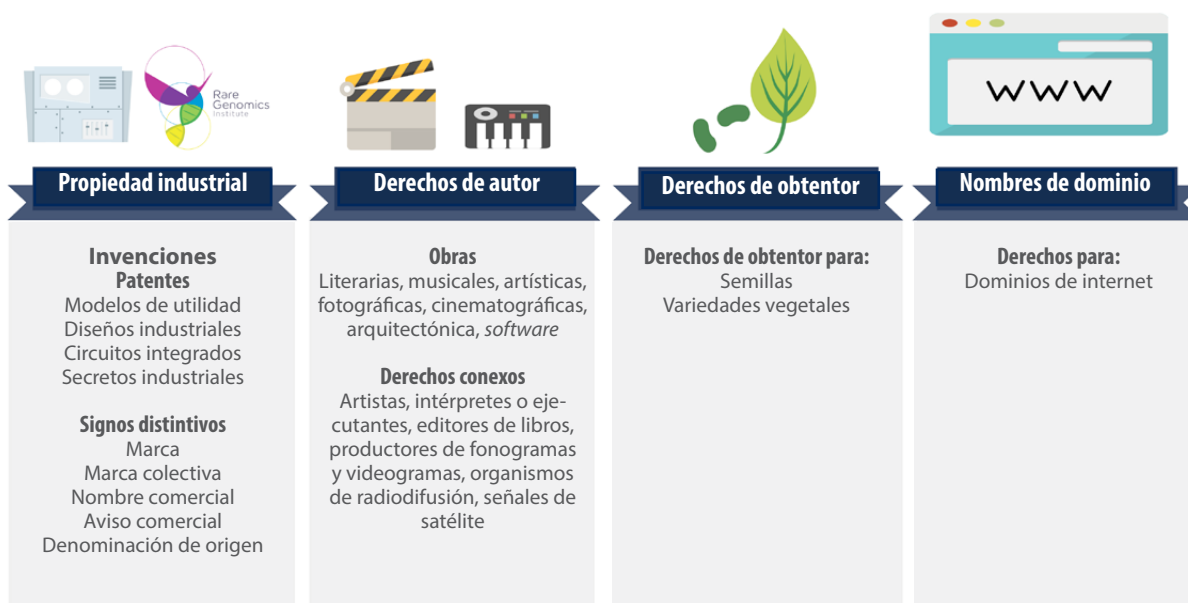 Rare
Genomics
Institute
www
Propiedad industrial
Invenciones
Patentes
Modelos de utilidad
Diseños industriales
Circuitos integrados
Secretos industriales
Signos distintivos
Marca
Marca colectiva
Nombre comercial
Aviso comercial
Denominación de origen
Derechos de autor
Obras
Literarias, musicales, artísticas,
fotográficas, cinematográficas,
arquitectónica, software
Derechos conexos
Artistas, intérpretes o eje-
cutantes, editores de libros,
productores de fonogramas
y videogramas, organismos
de radiodifusión, señales de
satélite
Derechos de obtentor
Derechos de obtentor para:
Semillas
Variedades vegetales
Nombres de dominio
Derechos para:
Dominios de internet